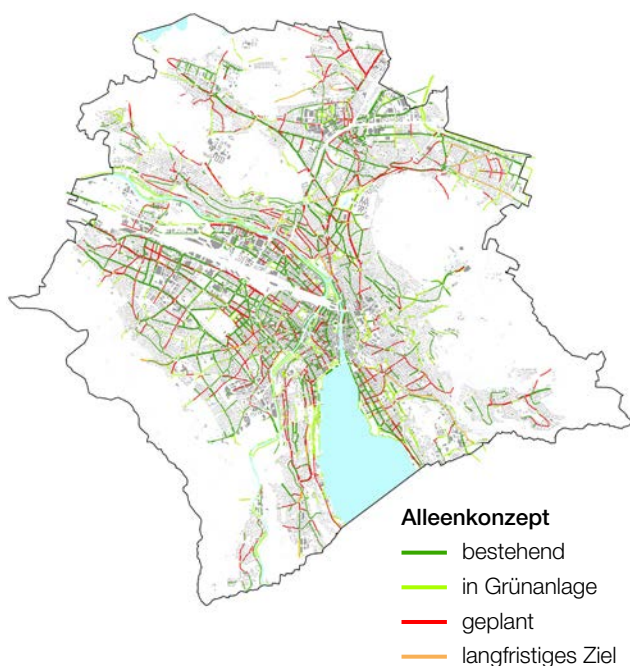 Alleenkonzept
bestehend
in Grünanlage
geplant
langfristiges Ziel